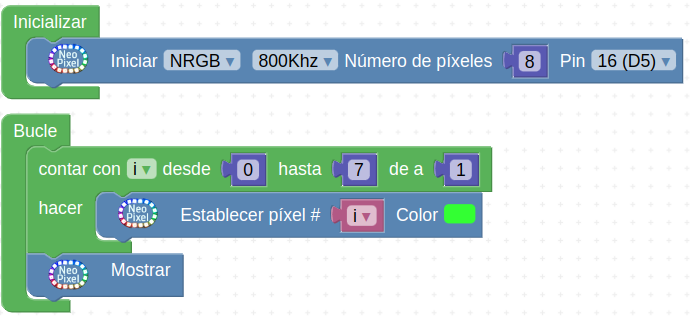 Inicializar
Neo Pixel Iniciar NRGB 800Khz Número de píxeles 8 Pin 16 (D5)
Bucle
contar con i desde 0 hasta 7 de a 1
hacer Neo Pixel Establecer píxel # i Color
Neo Pixel Mostrar